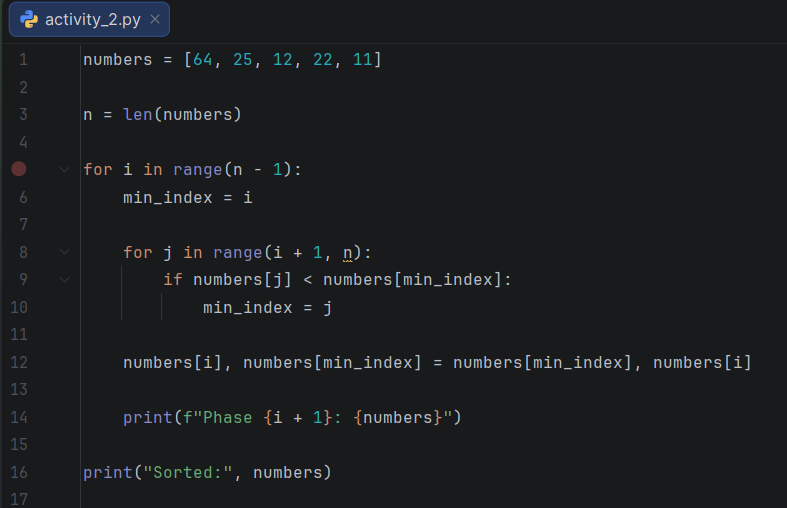 activity_2.py
1 numbers = [64, 25, 12, 22, 11]
2
3 n = len(numbers)
4
for i in range(n - 1):
6     min_index = i
7
8     for j in range(i + 1, n):
9         if numbers[j] < numbers[min_index]:
10             min_index = j
11
12     numbers[i], numbers[min_index] = numbers[min_index], numbers[i]
13
14     print(f"Phase {i + 1}: {numbers}")
15
16 print("Sorted:", numbers)
17